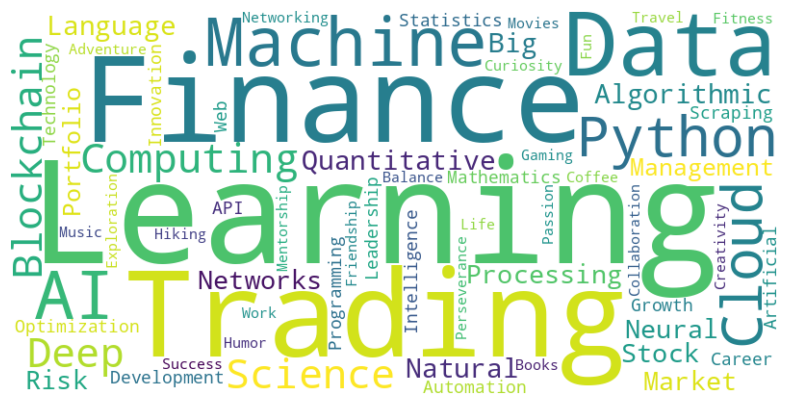 Language
Networking
Statistics
Movies
Travel
Fitness
Adventure
Machine
Big
Fun
Data
Curiosity
Blockchain
Technology
Innovation
Finance
Web
Algorithmic
Scraping
Portfolio
Python
Computing
Quantitative
Gaming
Management
Balance
Mathematics
Coffee
Learning
Exploration
Music
Hiking
API
Mentorship
Friendship
Leadership
Life
Passion
Collaboration
Creativity
Cloud
Artificial
AI
Networks
Programming
Intelligence
Perseverance
Processing
Trading
Growth
Optimization
Work
Neural
Deep
Humor
Stock
Career
Risk
Development
Success
Science
Natural
Books
Automation
Market